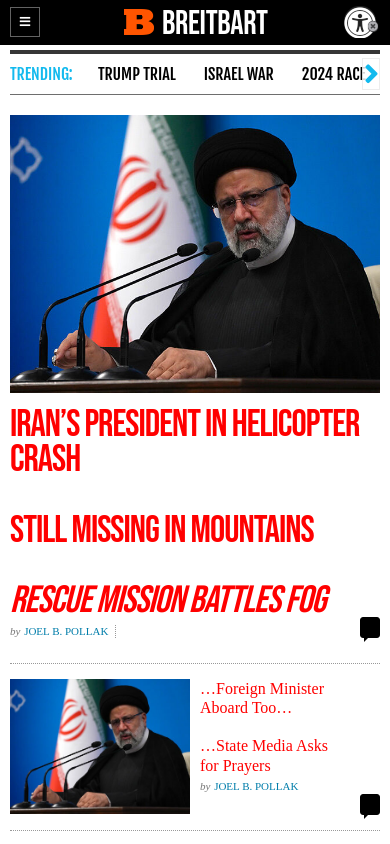 BREITBART
TRENDING: TRUMP TRIAL ISRAEL WAR 2024 RACE
IRAN'S PRESIDENT IN HELICOPTER
CRASH
STILL MISSING IN MOUNTAINS
RESCUE MISSION BATTLES FOG
by JOEL B. POLLAK
…Foreign Minister
Aboard Too…
…State Media Asks
for Prayers
by JOEL B. POLLAK